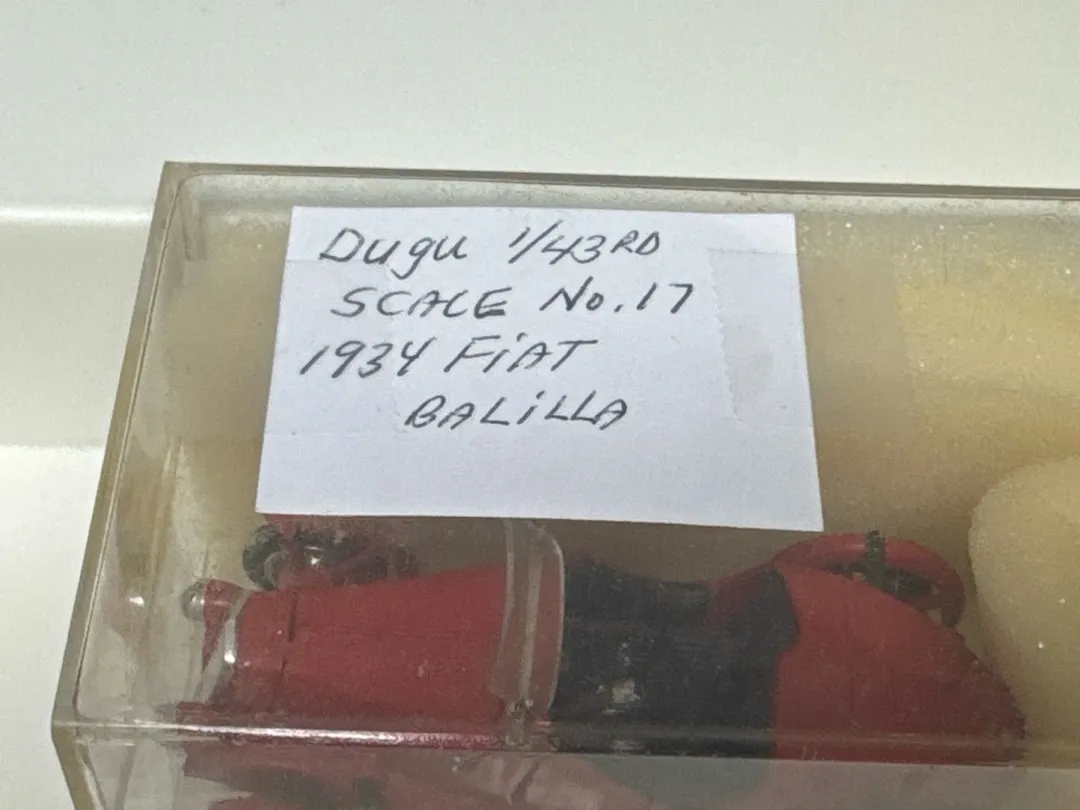 Dugu 1/43RD
SCALE No. 17
1934 FiAT
BALiLLA